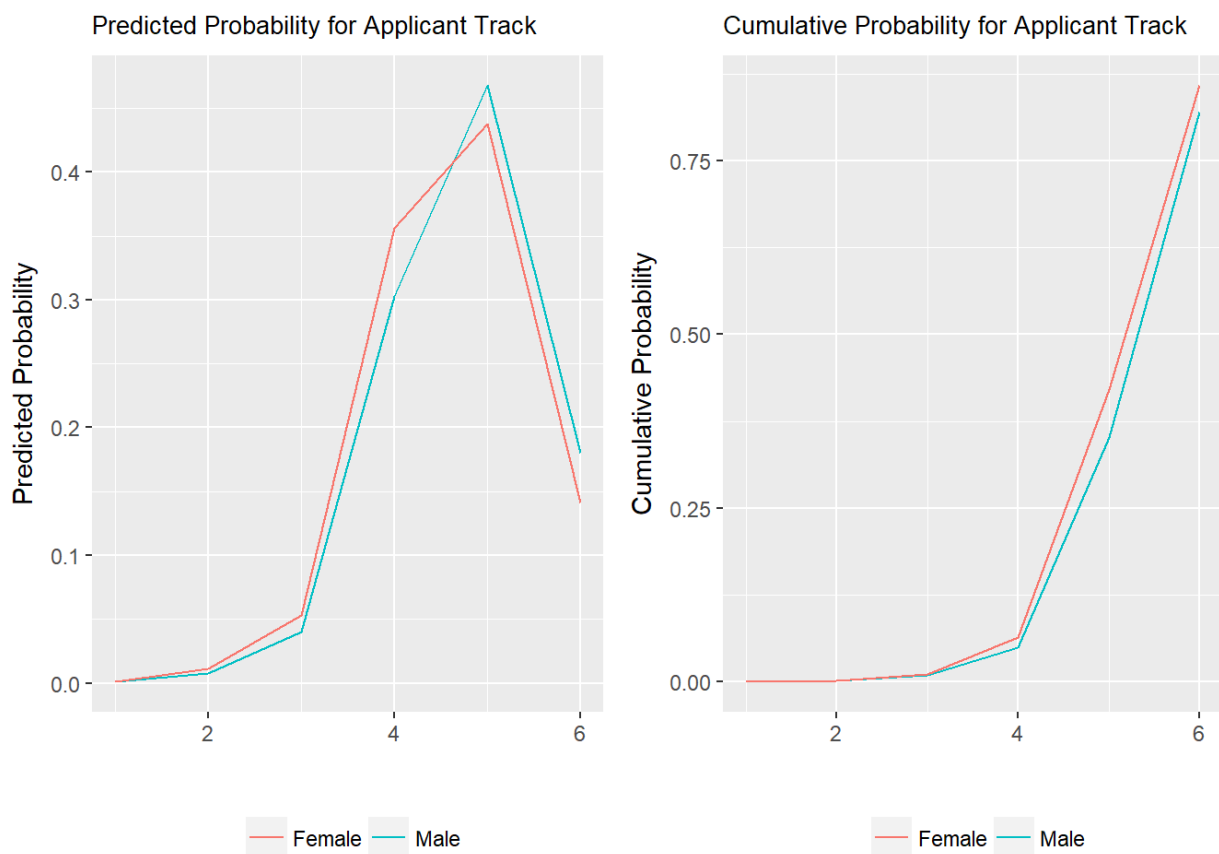 Predicted Probability for Applicant Track
Predicted Probability
0.4
0.3
0.2
0.1
0.0
2 4 6
Female Male
Cumulative Probability for Applicant Track
Cumulative Probability
0.75
0.50
0.25
0.00
2 4 6
Female Male